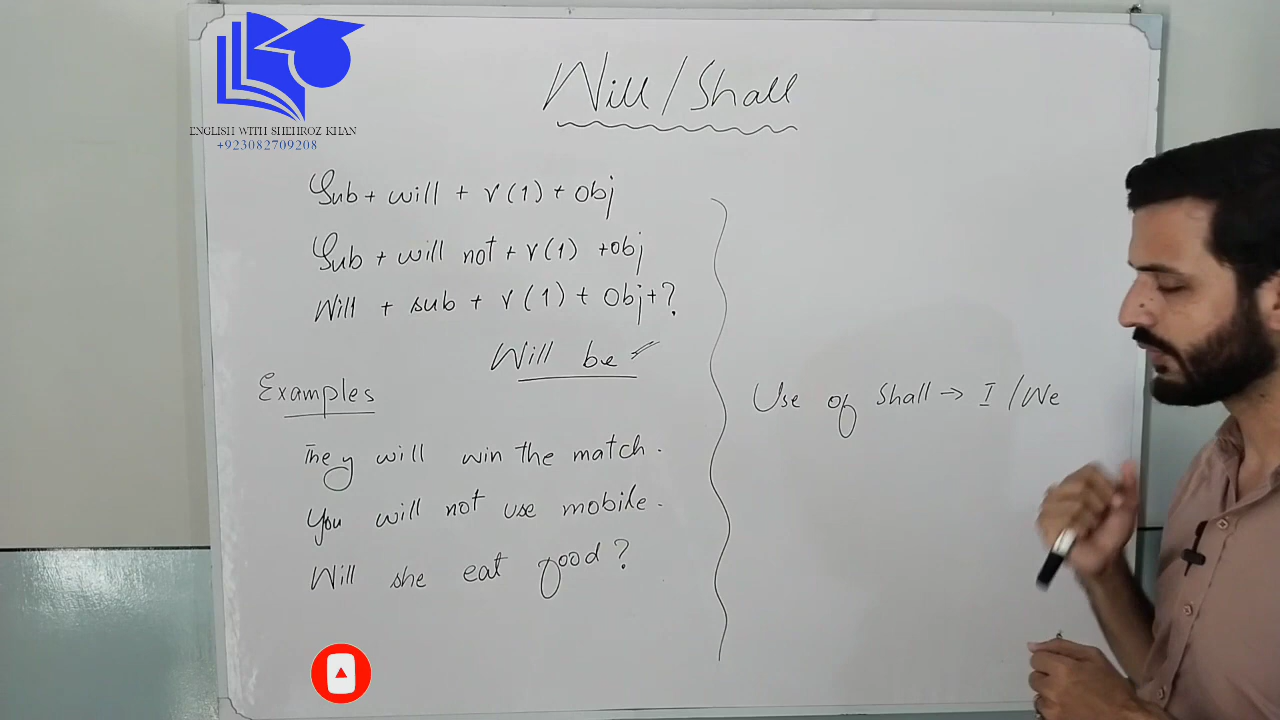 ENGLISH WITH SHEHROZ KHAN
+923082709208
Will/Shall
Sub + will + v(1) + obj
Sub + will not + v(1) + obj
Will + sub + v(1) + Obj + ?
Will be
Examples
They will win the match.
You will not use mobile.
Will she eat good?
Use of Shall → I/We